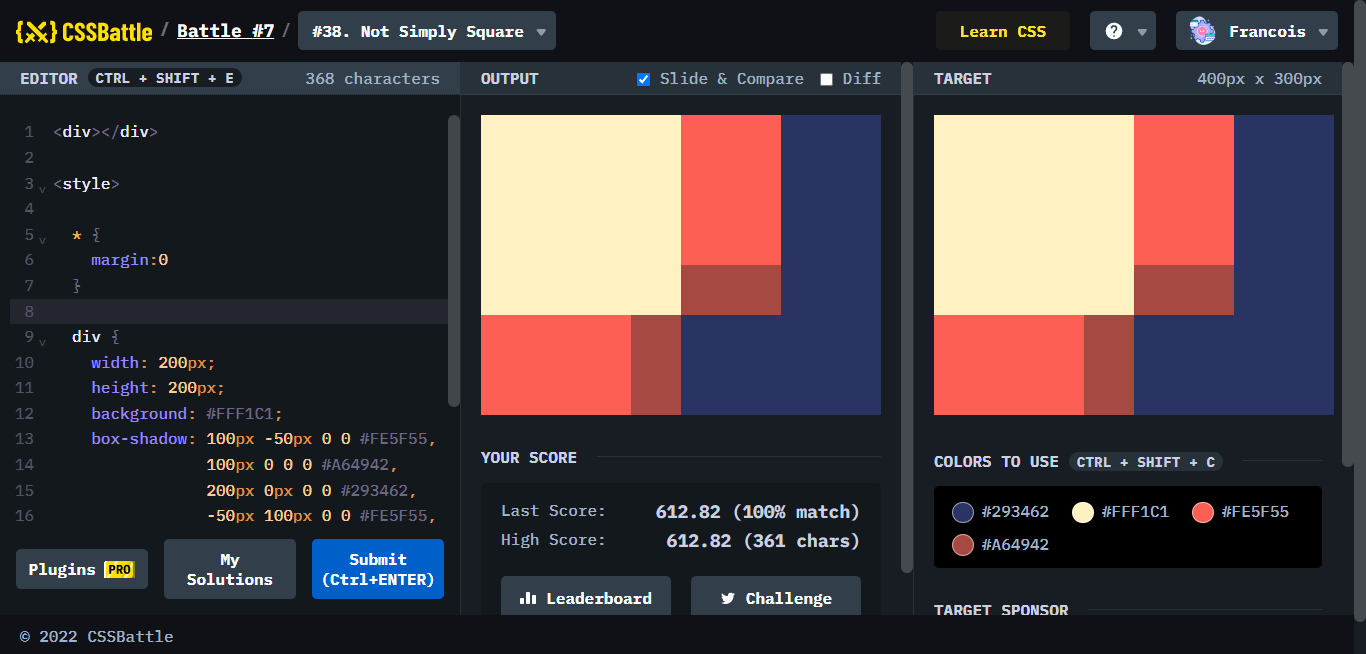 {X} CSSBattle / Battle #7 / #38. Not Simply Square
Learn CSS
?
Francois
EDITOR CTRL + SHIFT + E 368 characters
1 <div></div>
2
3 <style>
4
5 * {
6 margin:0
7 }
8
9 div {
10 width: 200px;
11 height: 200px;
12 background: #FFF1C1;
13 box-shadow: 100px -50px 0 0 #FE5F55,
14 100px 0 0 0 #A64942,
15 200px 0px 0 0 #293462,
16 -50px 100px 0 0 #FE5F55,
Plugins PRO
My
Solutions
Submit
(Ctrl+ENTER)
OUTPUT Slide & Compare Diff
YOUR SCORE
Last Score: 612.82 (100% match)
High Score: 612.82 (361 chars)
Leaderboard
Challenge
TARGET 400px x 300px
COLORS TO USE CTRL + SHIFT + C
#293462 #FFF1C1 #FE5F55
#A64942
TARGET SPONSOR
© 2022 CSSBattle